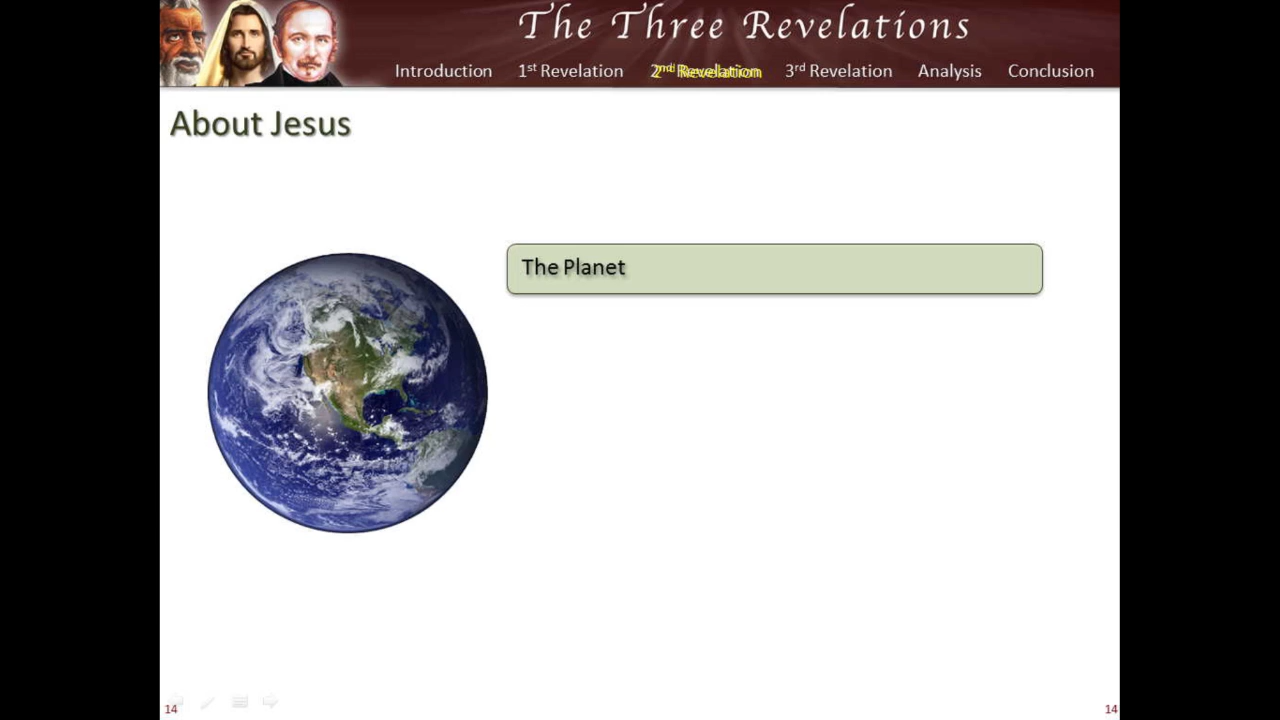 The Three Revelations
Introduction 1st Revelation 2nd Revelation 3rd Revelation Analysis Conclusion
About Jesus
The Planet
14 14